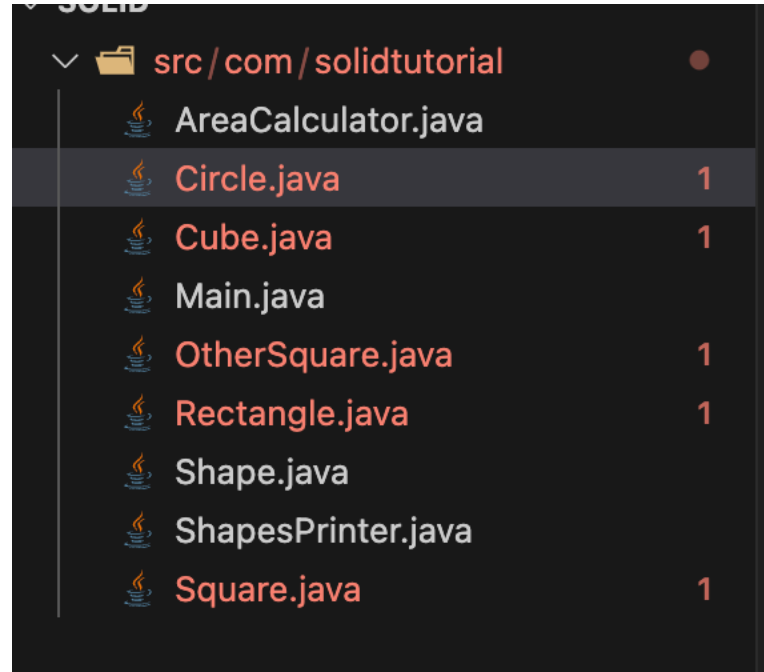 SOLID
src/com/solidtutorial
AreaCalculator.java
Circle.java 1
Cube.java 1
Main.java
OtherSquare.java 1
Rectangle.java 1
Shape.java
ShapesPrinter.java
Square.java 1